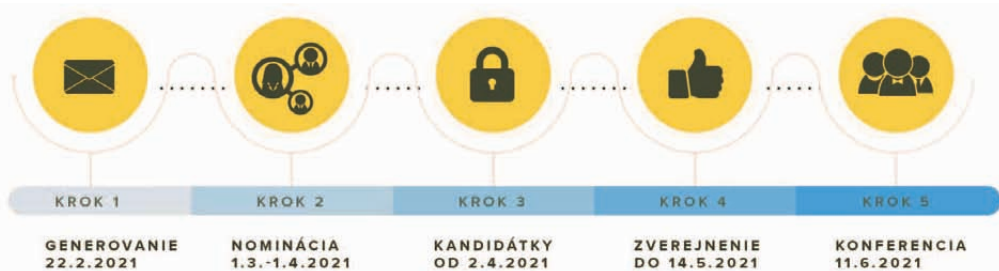 KROK 1
KROK 2
KROK 3
KROK 4
KROK 5
GENEROVANIE
22.2.2021
NOMINÁCIA
1.3.-1.4.2021
KANDIDÁTKY
OD 2.4.2021
ZVEREJNENIE
DO 14.5.2021
KONFERENCIA
11.6.2021